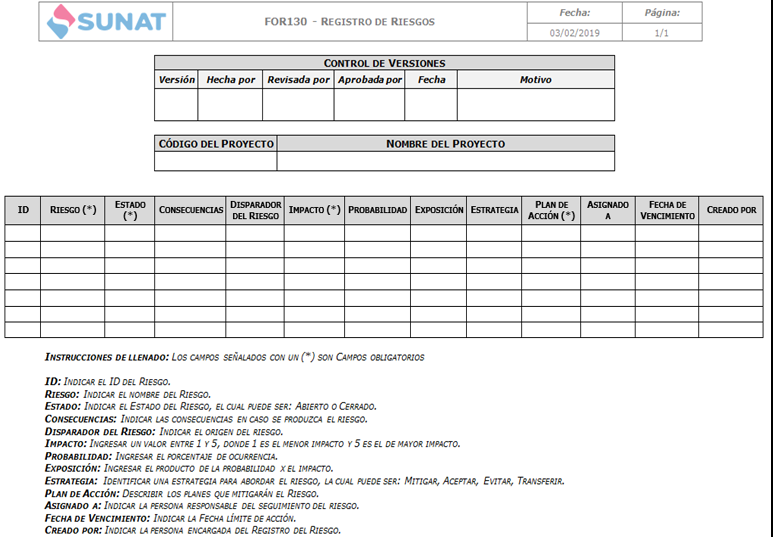 SUNAT
FOR130 - REGISTRO DE RIESGOS
Fecha:
Página:
03/02/2019
1/1
CONTROL DE VERSIONES
Versión Hecha por Revisada por Aprobada por Fecha Motivo
CÓDIGO DEL PROYECTO NOMBRE DEL PROYECTO
ID RIESGO (*) ESTADO (*) CONSECUENCIAS DISPARADOR DEL RIESGO IMPACTO (*) PROBABILIDAD EXPOSICIÓN ESTRATEGIA PLAN DE ACCIÓN (*) ASIGNADO A FECHA DE VENCIMIENTO CREADO POR
INSTRUCCIONES DE LLENADO: LOS CAMPOS SEÑALADOS CON UN (*) SON CAMPOS OBLIGATORIOS
ID: INDICAR EL ID DEL RIESGO.
RIESGO: INDICAR EL NOMBRE DEL RIESGO.
ESTADO: INDICAR EL ESTADO DEL RIESGO, EL CUAL PUEDE SER: ABIERTO O CERRADO.
CONSECUENCIAS: INDICAR LAS CONSECUENCIAS EN CASO SE PRODUZCA EL RIESGO.
DISPARADOR DEL RIESGO: INDICAR EL ORIGEN DEL RIESGO.
IMPACTO: INGRESAR UN VALOR ENTRE 1 Y 5, DONDE 1 ES EL MENOR IMPACTO Y 5 ES EL DE MAYOR IMPACTO.
PROBABILIDAD: INGRESAR EL PORCENTAJE DE OCURRENCIA.
EXPOSICIÓN: INGRESAR EL PRODUCTO DE LA PROBABILIDAD X EL IMPACTO.
ESTRATEGIA: IDENTIFICAR UNA ESTRATEGIA PARA ABORDAR EL RIESGO, LA CUAL PUEDE SER: MITIGAR, ACEPTAR, EVITAR, TRANSFERIR.
PLAN DE ACCIÓN: DESCRIBIR LOS PLANES QUE MITIGARÁN EL RIESGO.
ASIGNADO A: INDICAR LA PERSONA RESPONSABLE DEL SEGUIMIENTO DEL RIESGO.
FECHA DE VENCIMIENTO: INDICAR LA FECHA LÍMITE DE ACCIÓN.
CREADO POR: INDICAR LA PERSONA ENCARGADA DEL REGISTRO DEL RIESGO.